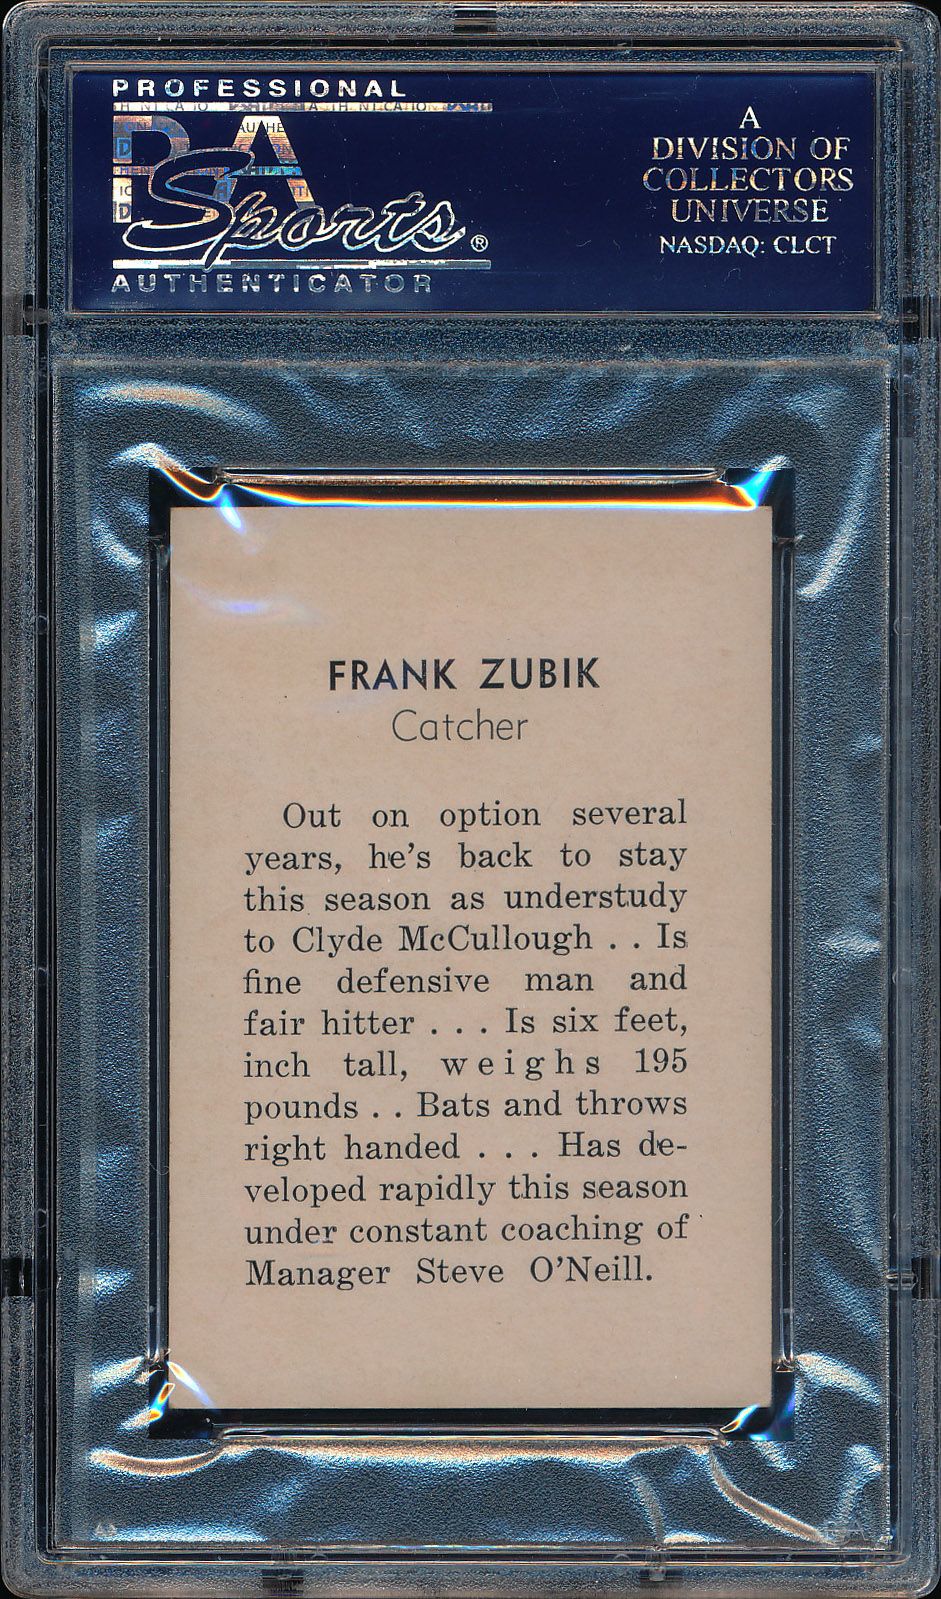 PROFESSIONAL
PSA
Sports®
AUTHENTICATOR
A
DIVISION OF
COLLECTORS
UNIVERSE
NASDAQ: CLCT
FRANK ZUBIK
Catcher
Out on option several
years, he's back to stay
this season as understudy
to Clyde McCullough . . Is
fine defensive man and
fair hitter . . . Is six feet,
inch tall, weighs 195
pounds . . Bats and throws
right handed . . . Has de-
veloped rapidly this season
under constant coaching of
Manager Steve O'Neill.